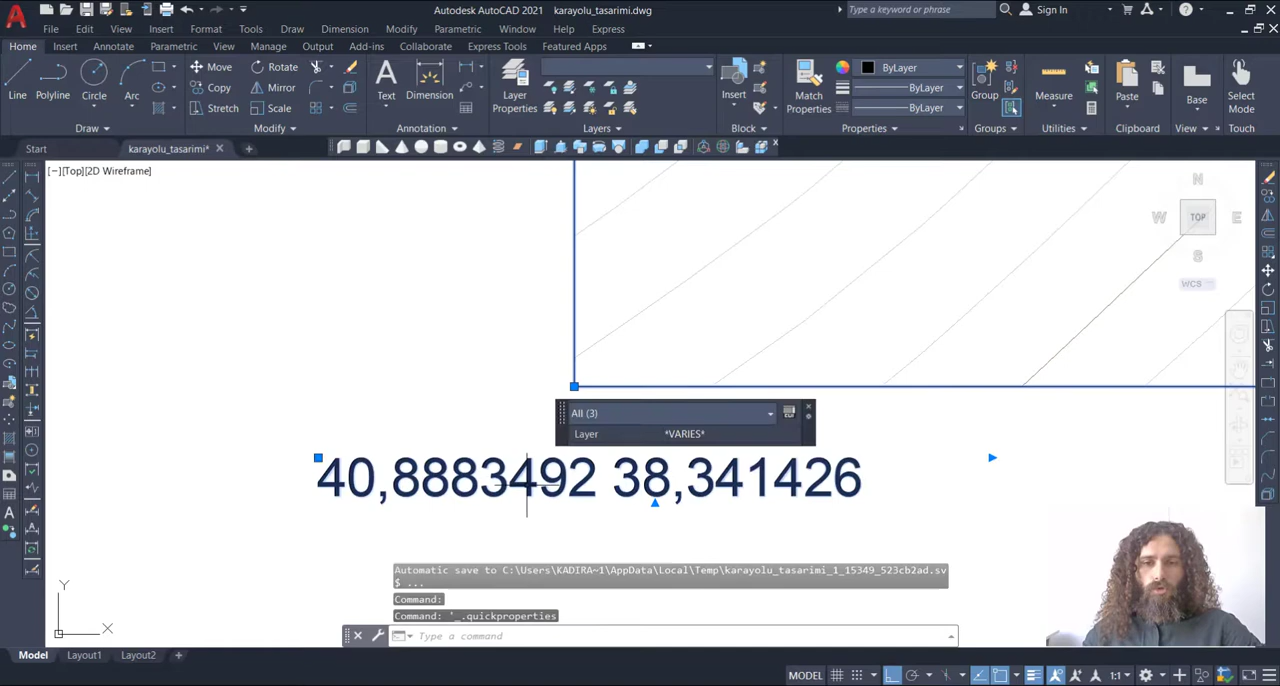 Autodesk AutoCAD 2021 karayolu_tasarimi.dwg
Type a keyword or phrase
Sign In
File Edit View Insert Format Tools Draw Dimension Modify Parametric Window Help Express
Home Insert Annotate Parametric View Manage Output Add-ins Collaborate Express Tools Featured Apps
Line Polyline Circle Arc
Move Rotate
Copy Mirror
Stretch Scale
Text Dimension
Layer
Properties
Insert
Match
Properties
ByLayer
ByLayer
ByLayer
Group
Measure
Paste
Base
Select
Mode
Draw Modify Annotation Layers Block Properties Groups Utilities Clipboard View Touch
Start karayolu_tasarimi*
[−][Top][2D Wireframe]
N
W TOP E
S
WCS
All (3)
Layer *VARIES*
40,8883492 38,341426
Automatic save to C:\Users\KADIRA~1\AppData\Local\Temp\karayolu_tasarimi_1_15349_523cb2ad.sv
$ ...
Command:
Command: '_.quickproperties
Type a command
Y
X
Model Layout1 Layout2
MODEL 1:1